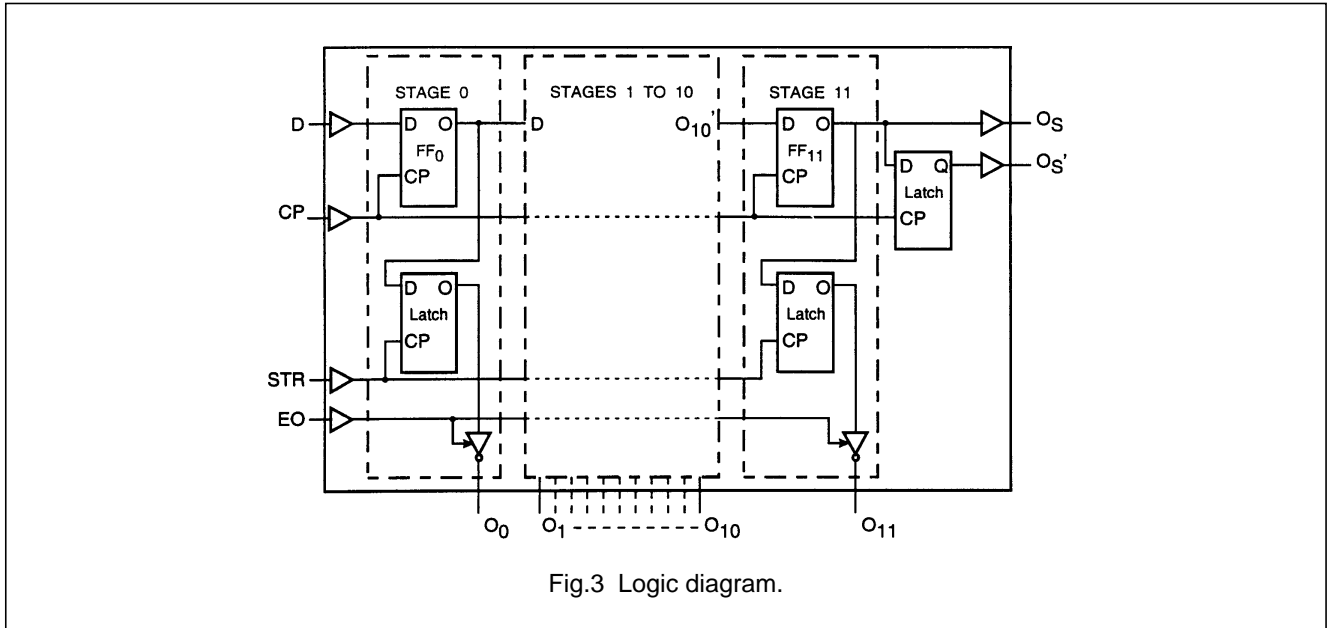 STAGE 0
STAGES 1 TO 10
STAGE 11
D
D O
FF0
CP
D
O10'
D O
FF11
CP
OS
D Q
Latch
CP
OS'
CP
D O
Latch
CP
D O
Latch
CP
STR
EO
O0
O1
O10
O11
Fig.3 Logic diagram.